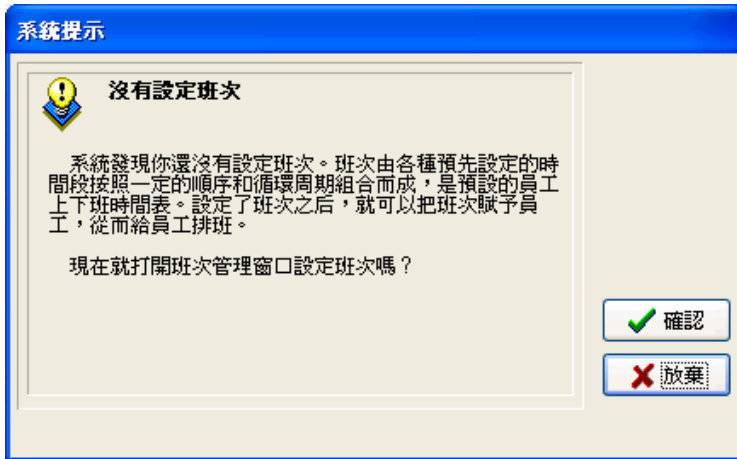 系統提示
沒有設定班次
系統發現你還沒有設定班次。班次由各種預先設定的時
間段按照一定的順序和循環周期組合而成，是預設的員工
上下班時間表。設定了班次之后，就可以把班次賦予員
工，從而給員工排班。
現在就打開班次管理窗口設定班次嗎？
確認
放棄